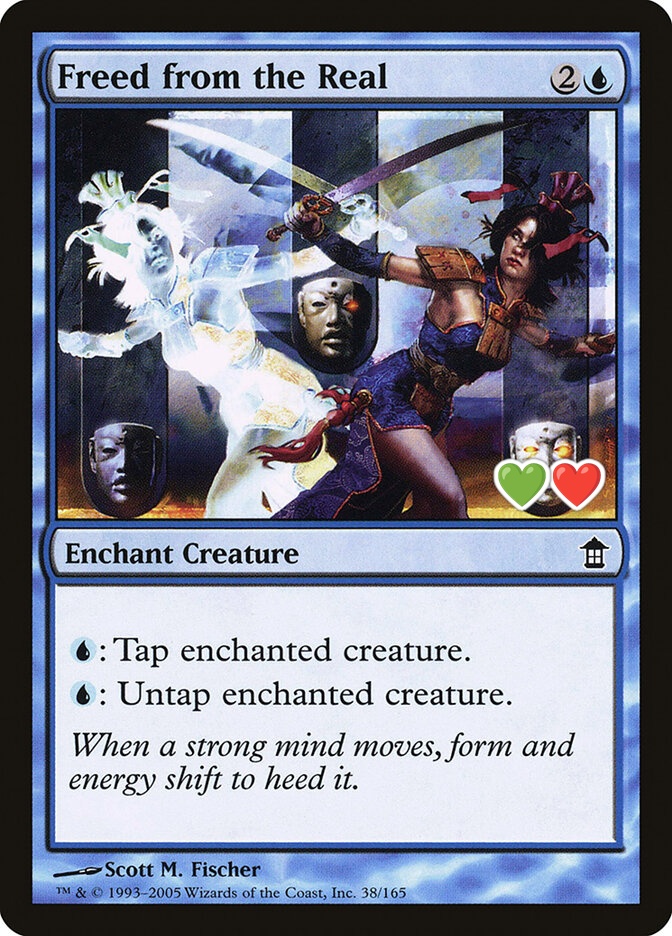 Freed from the Real 2
Enchant Creature
: Tap enchanted creature.
: Untap enchanted creature.
When a strong mind moves, form and
energy shift to heed it.
Scott M. Fischer
™ & © 1993–2005 Wizards of the Coast, Inc. 38/165